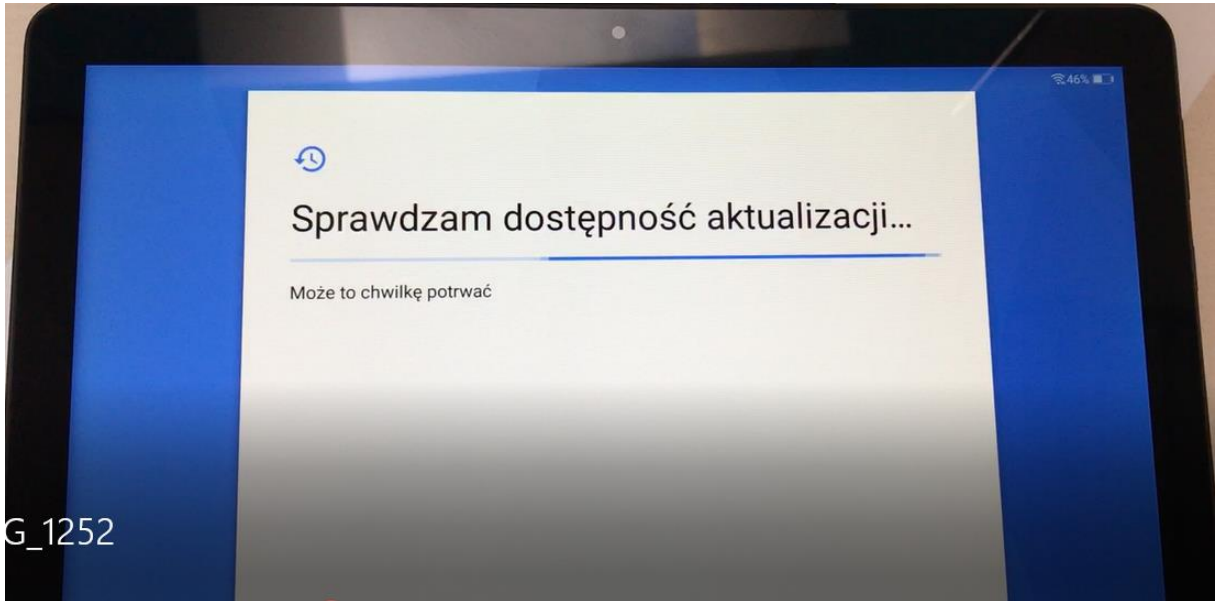 46%
Sprawdzam dostępność aktualizacji...
Może to chwilkę potrwać
G_1252